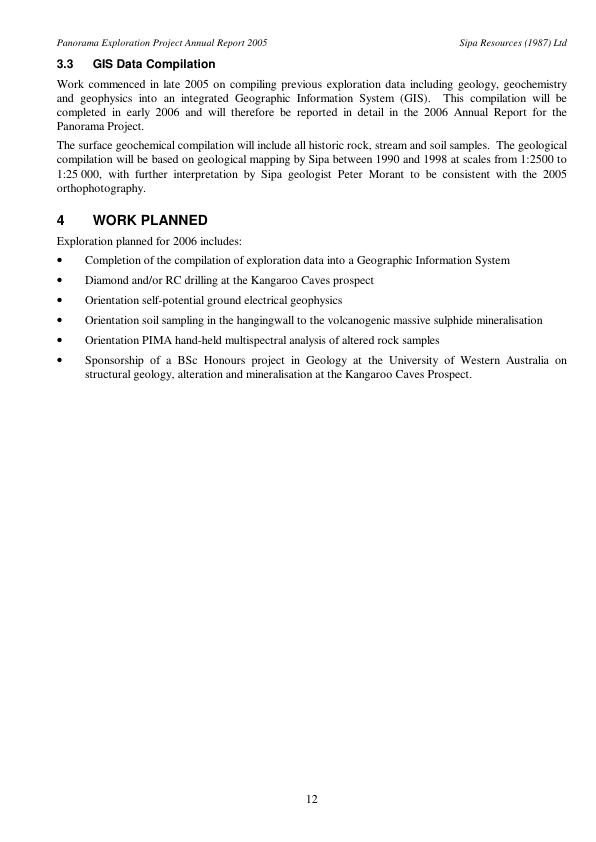 Panorama Exploration Project Annual Report 2005 Sipa Resources (1987) Ltd
3.3 GIS Data Compilation
Work commenced in late 2005 on compiling previous exploration data including geology, geochemistry
and geophysics into an integrated Geographic Information System (GIS). This compilation will be
completed in early 2006 and will therefore be reported in detail in the 2006 Annual Report for the
Panorama Project.
The surface geochemical compilation will include all historic rock, stream and soil samples. The geological
compilation will be based on geological mapping by Sipa between 1990 and 1998 at scales from 1:2500 to
1:25 000, with further interpretation by Sipa geologist Peter Morant to be consistent with the 2005
orthophotography.
4 WORK PLANNED
Exploration planned for 2006 includes:
• Completion of the compilation of exploration data into a Geographic Information System
• Diamond and/or RC drilling at the Kangaroo Caves prospect
• Orientation self-potential ground electrical geophysics
• Orientation soil sampling in the hangingwall to the volcanogenic massive sulphide mineralisation
• Orientation PIMA hand-held multispectral analysis of altered rock samples
• Sponsorship of a BSc Honours project in Geology at the University of Western Australia on
structural geology, alteration and mineralisation at the Kangaroo Caves Prospect.
12